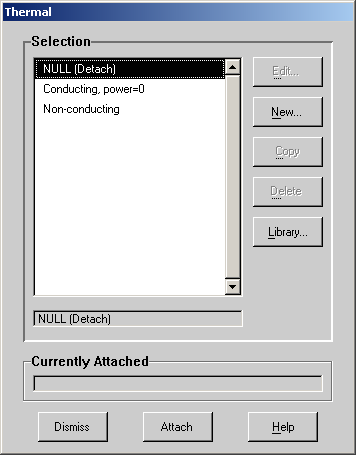 Thermal
Selection
NULL (Detach)
Conducting, power=0
Non-conducting
Edit...
New...
Copy
Delete
Library...
NULL (Detach)
Currently Attached
Dismiss
Attach
Help